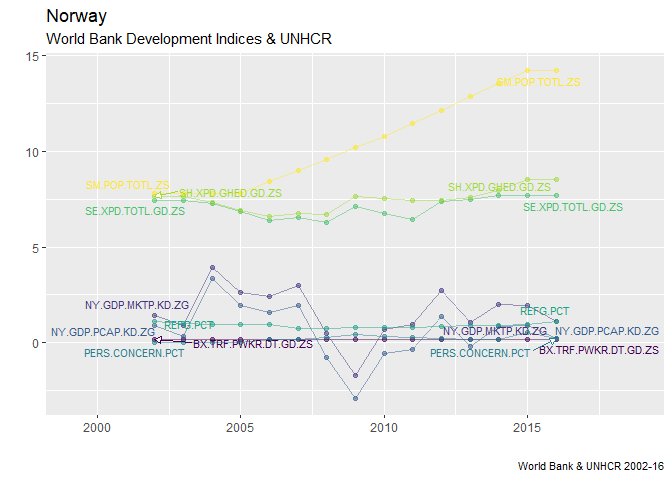 Norway
World Bank Development Indices & UNHCR
15
SM.POP.TOTL.ZS
10
SM.POP.TOTL.ZS
SH.XPD.GHED.GD.ZS
SH.XPD.GHED.GD.ZS
SE.XPD.TOTL.GD.ZS
SE.XPD.TOTL.GD.ZS
5
NY.GDP.MKTP.KD.ZG
REFG.PCT
REFG.PCT
NY.GDP.PCAP.KD.ZG
NY.GDP.MKTP.KD.ZG
NY.GDP.PCAP.KD.ZG
0
BX.TRF.PWKR.DT.GD.ZS
PERS.CONCERN.PCT
PERS.CONCERN.PCT
BX.TRF.PWKR.DT.GD.ZS
2000
2005
2010
2015
World Bank & UNHCR 2002-16